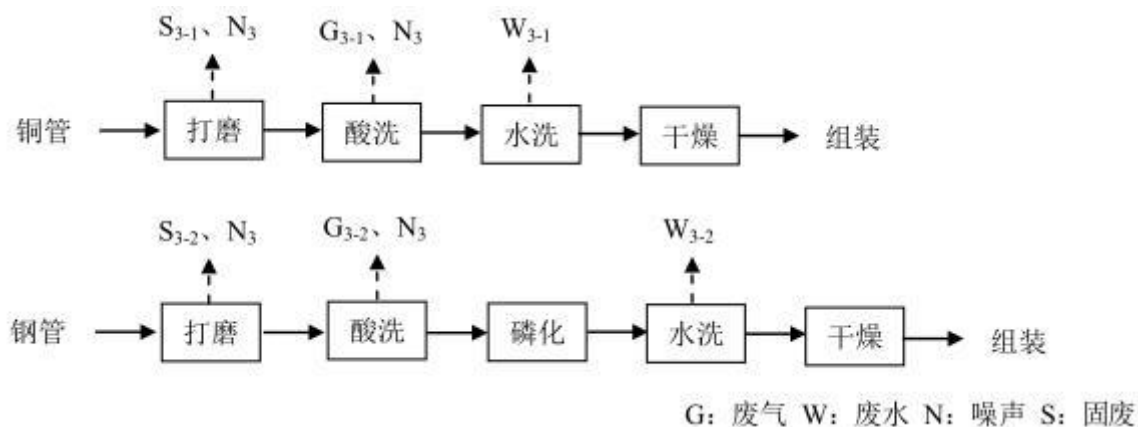 S3-1、N3 G3-1、N3 W3-1
铜管 打磨 酸洗 水洗 干燥 组装
S3-2、N3 G3-2、N3 W3-2
钢管 打磨 酸洗 磷化 水洗 干燥 组装
G：废气 W：废水 N：噪声 S：固废